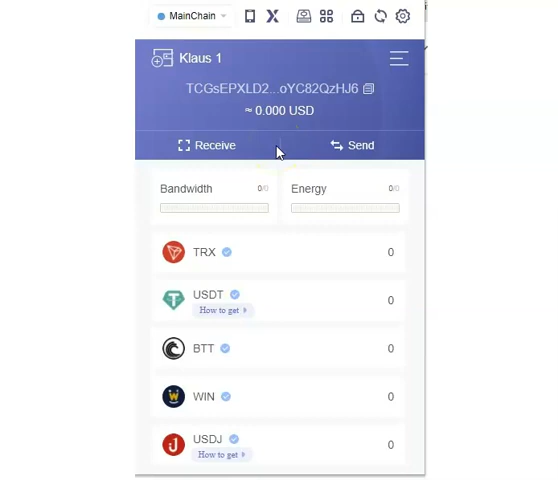 MainChain
Klaus 1
TCGsEPXLD2...oYC82QzHJ6
≈ 0.000 USD
Receive
Send
Bandwidth 0/0
Energy 0/0
TRX 0
USDT 0
How to get
BTT 0
WIN 0
USDJ 0
How to get